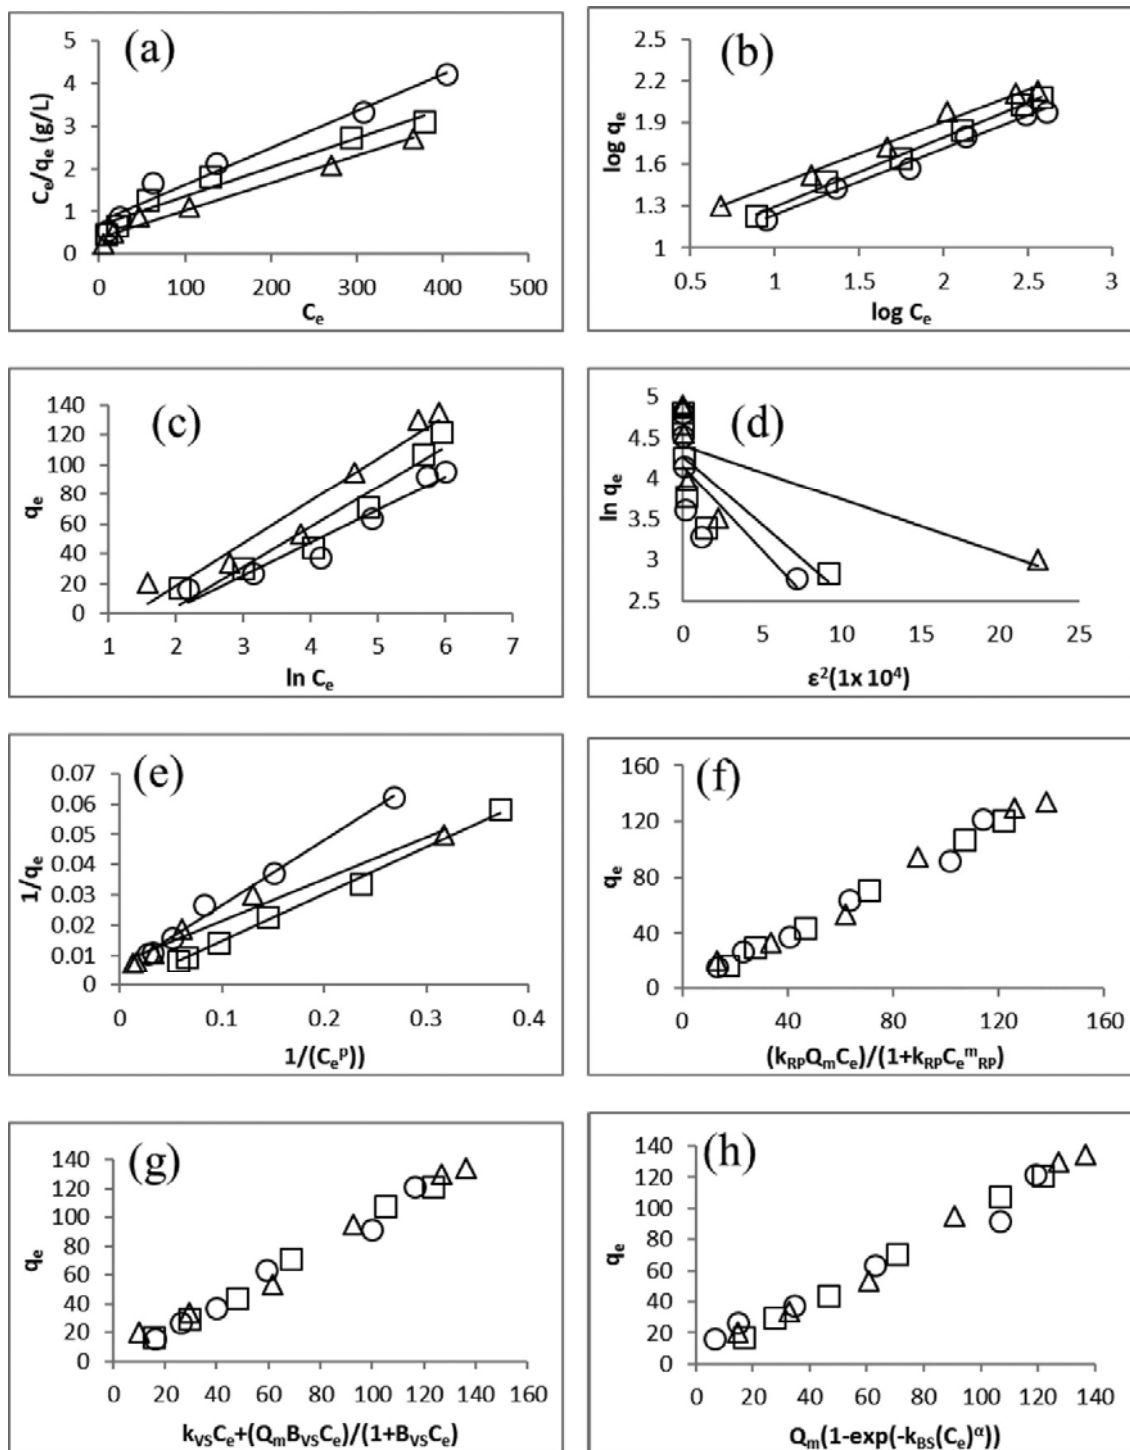 (a)
5
4
3
2
1
0
Cₑ/qₑ (g/L)
0 100 200 300 400 500
Cₑ
(b)
2.5
2.2
1.9
1.6
1.3
1
log qₑ
0.5 1 1.5 2 2.5 3
log Cₑ
(c)
140
120
100
80
60
40
20
0
qₑ
1 2 3 4 5 6 7
ln Cₑ
(d)
5
4.5
4
3.5
3
2.5
ln qₑ
0 5 10 15 20 25
ε²(1x 10⁴)
(e)
0.07
0.06
0.05
0.04
0.03
0.02
0.01
0
1/qₑ
0 0.1 0.2 0.3 0.4
1/(Cₑᵖ))
(f)
160
120
80
40
0
qₑ
0 40 80 120 160
(k_RPQₘCₑ)/(1+k_RPCₑᵐ_RP)
(g)
140
120
100
80
60
40
20
0
qₑ
0 20 40 60 80 100 120 140 160
k_VSCₑ+(QₘB_VSCₑ)/(1+B_VSCₑ)
(h)
140
120
100
80
60
40
20
0
qₑ
0 20 40 60 80 100 120 140
Qₘ(1-exp(-k_BS(Cₑ)ᵅ))